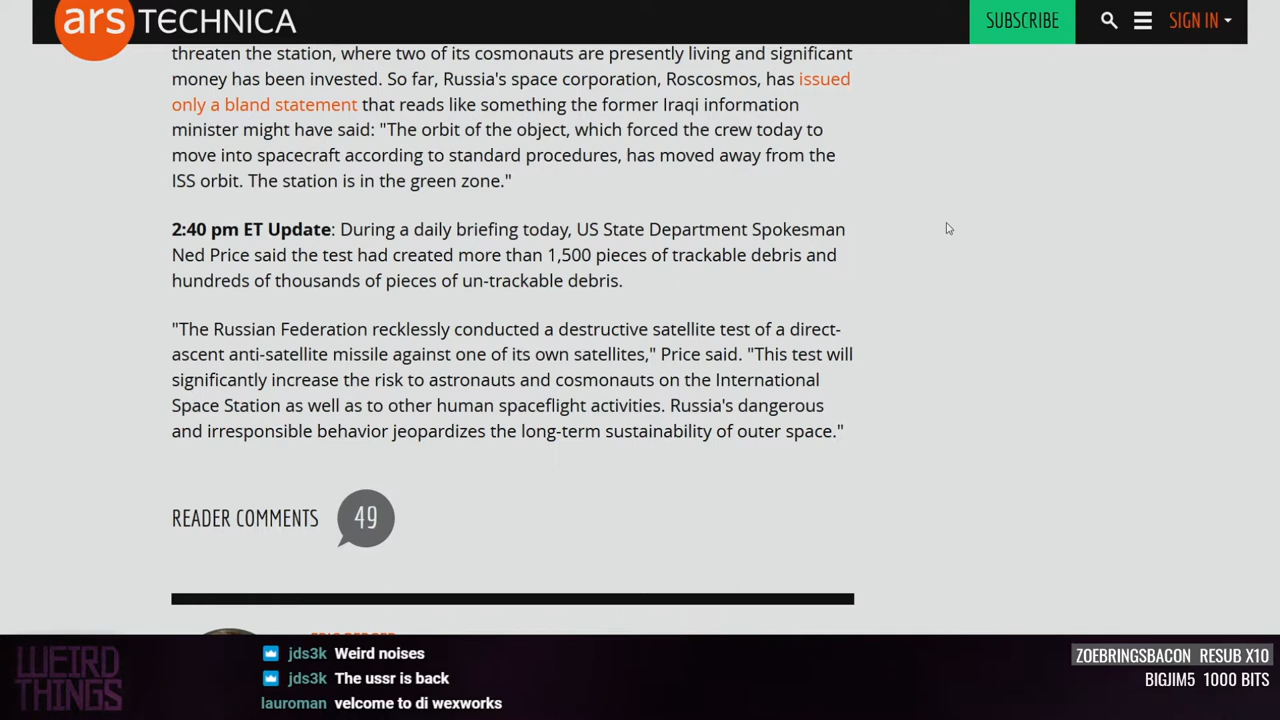 ars TECHNICA
SUBSCRIBE
SIGN IN
threaten the station, where two of its cosmonauts are presently living and significant
money has been invested. So far, Russia's space corporation, Roscosmos, has issued
only a bland statement that reads like something the former Iraqi information
minister might have said: "The orbit of the object, which forced the crew today to
move into spacecraft according to standard procedures, has moved away from the
ISS orbit. The station is in the green zone."
2:40 pm ET Update: During a daily briefing today, US State Department Spokesman
Ned Price said the test had created more than 1,500 pieces of trackable debris and
hundreds of thousands of pieces of un-trackable debris.
"The Russian Federation recklessly conducted a destructive satellite test of a direct-
ascent anti-satellite missile against one of its own satellites," Price said. "This test will
significantly increase the risk to astronauts and cosmonauts on the International
Space Station as well as to other human spaceflight activities. Russia's dangerous
and irresponsible behavior jeopardizes the long-term sustainability of outer space."
READER COMMENTS 49
WEIRD
THINGS
jds3k Weird noises
jds3k The ussr is back
lauroman velcome to di wexworks
ZOEBRINGSBACON RESUB X10
BIGJIM5 1000 BITS